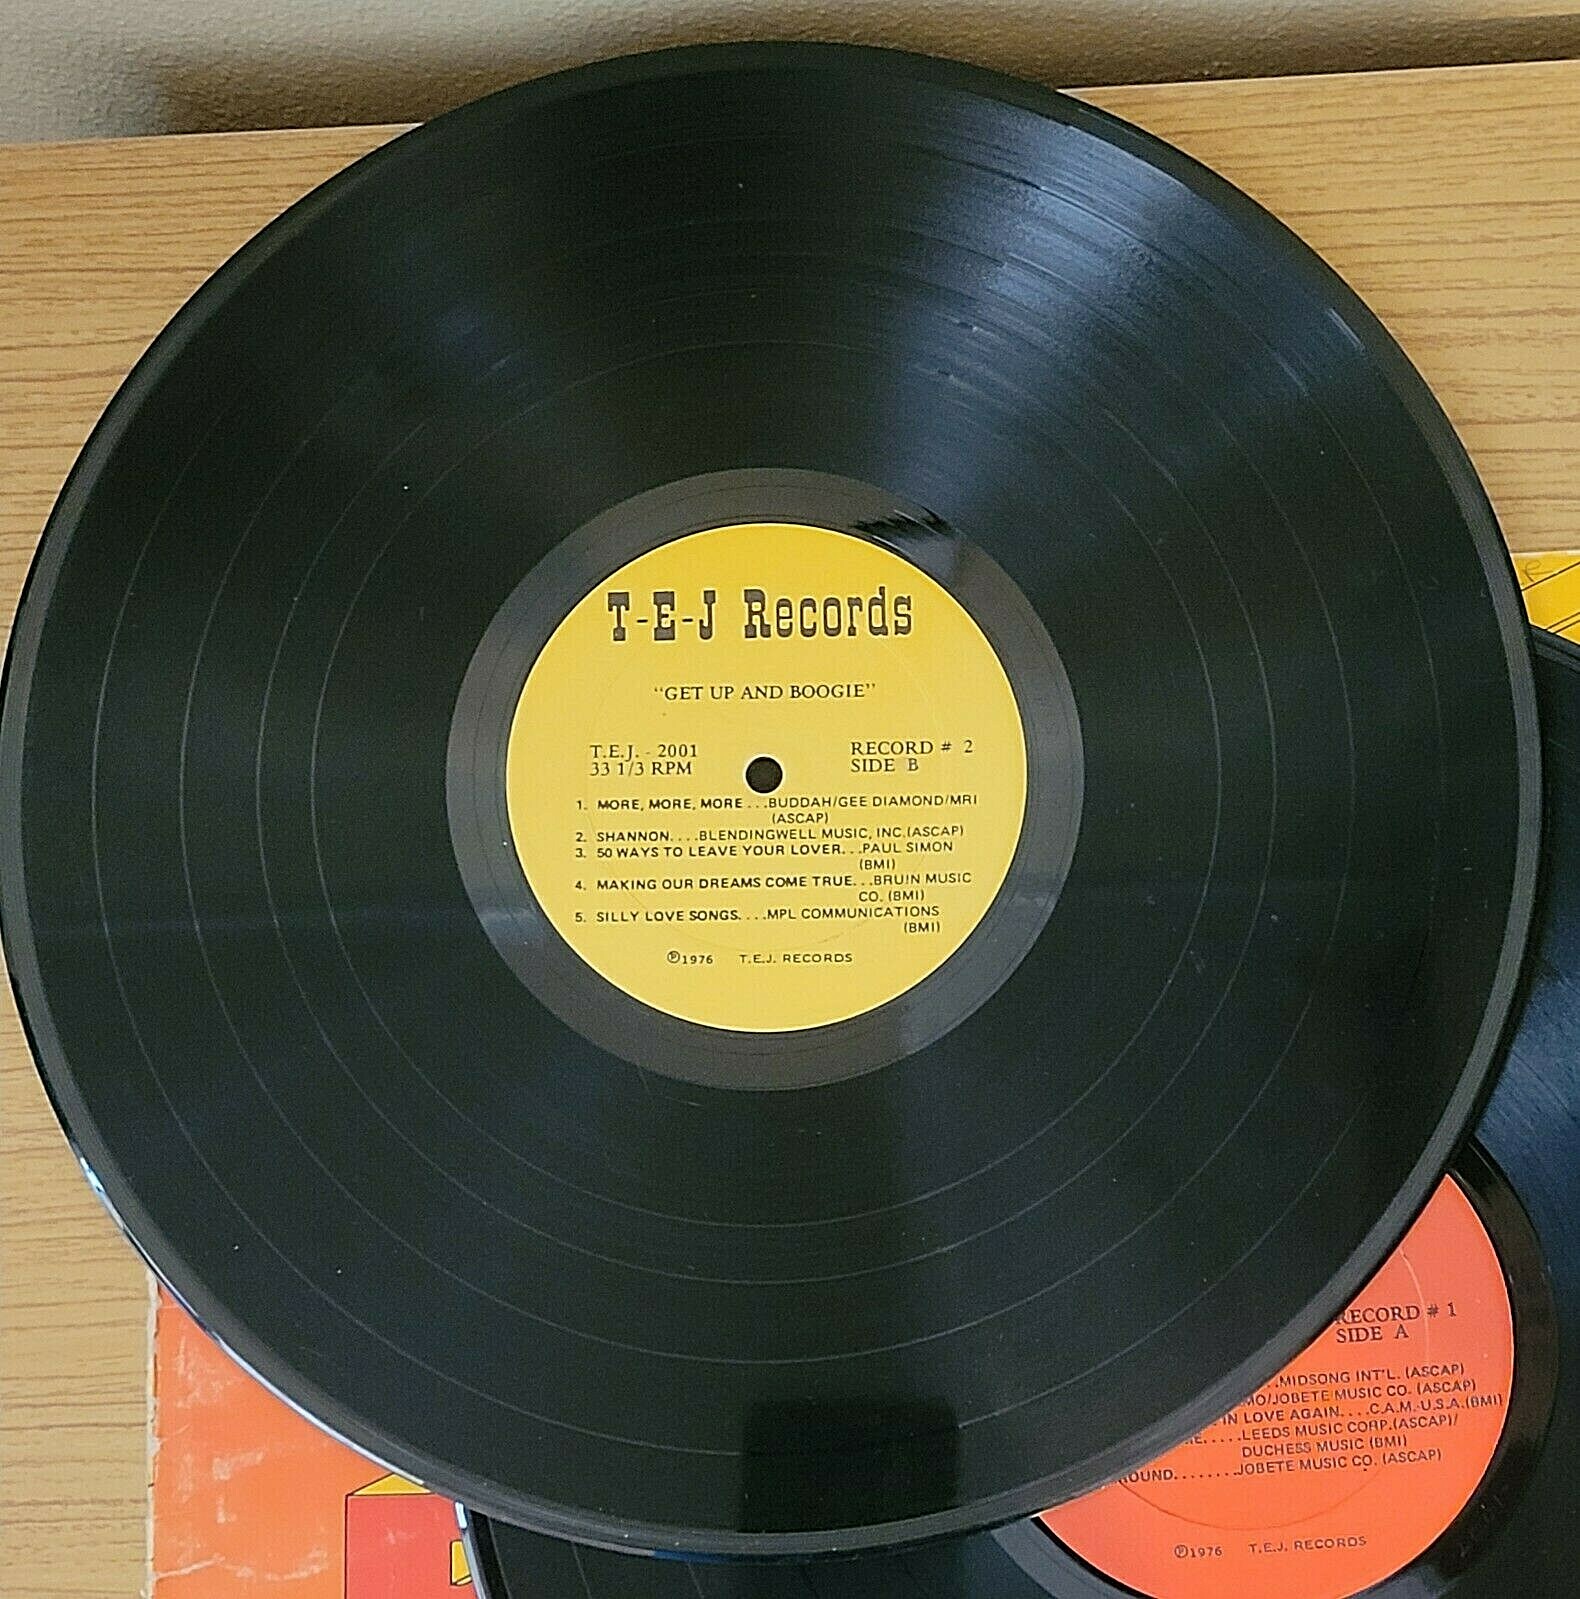 T-E-J Records
"GET UP AND BOOGIE"
T.E.J. - 2001
33 1/3 RPM
RECORD # 2
SIDE B
1. MORE, MORE, MORE...BUDDAH/GEE DIAMOND/MRI
(ASCAP)
2. SHANNON....BLENDINGWELL MUSIC, INC.(ASCAP)
3. 50 WAYS TO LEAVE YOUR LOVER...PAUL SIMON
(BMI)
4. MAKING OUR DREAMS COME TRUE...BRUIN MUSIC
CO. (BMI)
5. SILLY LOVE SONGS....MPL COMMUNICATIONS
(BMI)
℗1976 T.E.J. RECORDS
RECORD # 1
SIDE A
..MIDSONG INT'L. (ASCAP)
MO/JOBETE MUSIC CO. (ASCAP)
IN LOVE AGAIN....C.A.M.-U.S.A.(BMI)
.....LEEDS MUSIC CORP.(ASCAP)/
DUCHESS MUSIC (BMI)
ROUND........JOBETE MUSIC CO. (ASCAP)
℗1976 T.E.J. RECORDS